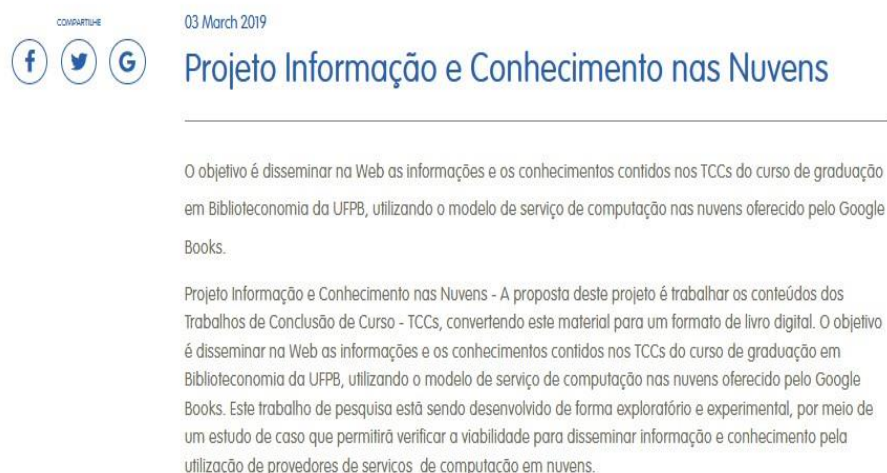 COMPARTILHE
03 March 2019
Projeto Informação e Conhecimento nas Nuvens
O objetivo é disseminar na Web as informações e os conhecimentos contidos nos TCCs do curso de graduação
em Biblioteconomia da UFPB, utilizando o modelo de serviço de computação nas nuvens oferecido pelo Google
Books.
Projeto Informação e Conhecimento nas Nuvens - A proposta deste projeto é trabalhar os conteúdos dos
Trabalhos de Conclusão de Curso - TCCs, convertendo este material para um formato de livro digital. O objetivo
é disseminar na Web as informações e os conhecimentos contidos nos TCCs do curso de graduação em
Biblioteconomia da UFPB, utilizando o modelo de serviço de computação nas nuvens oferecido pelo Google
Books. Este trabalho de pesquisa está sendo desenvolvido de forma exploratório e experimental, por meio de
um estudo de caso que permitirá verificar a viabilidade para disseminar informação e conhecimento pela
utilização de provedores de serviços de computação em nuvens.